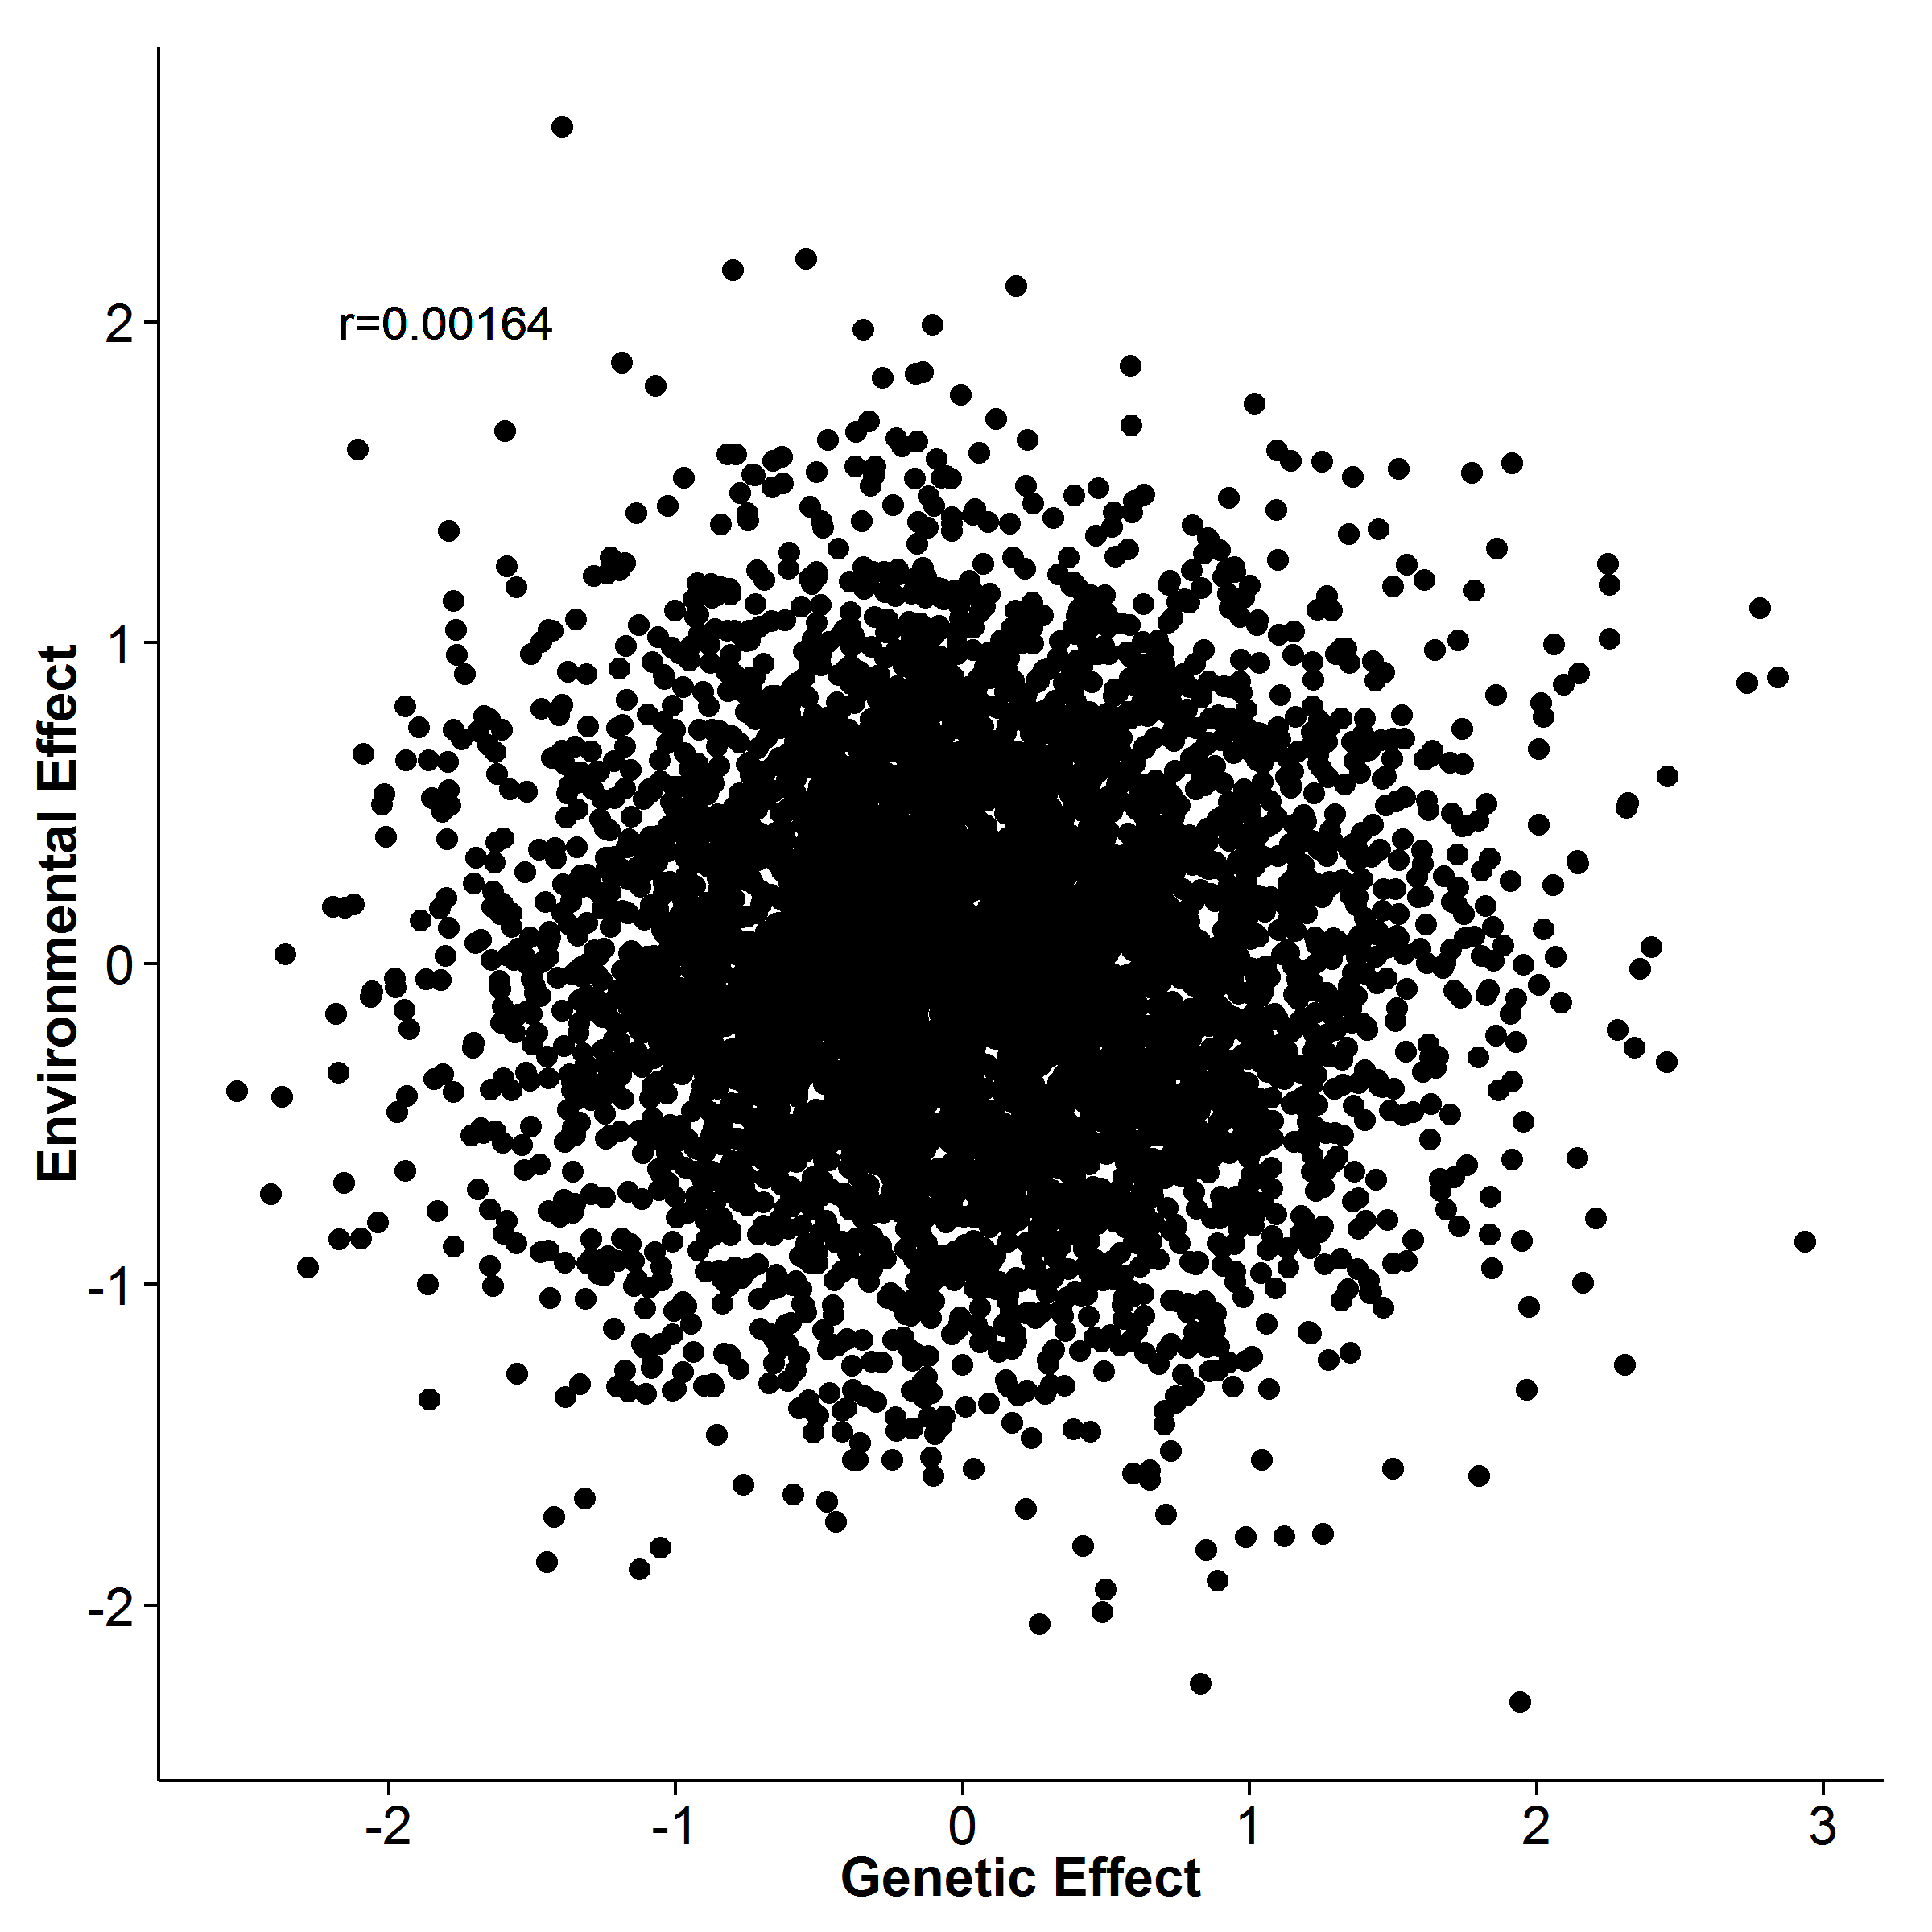 2
r=0.00164
1
0
-1
-2
Environmental Effect
-2 -1 0 1 2 3
Genetic Effect